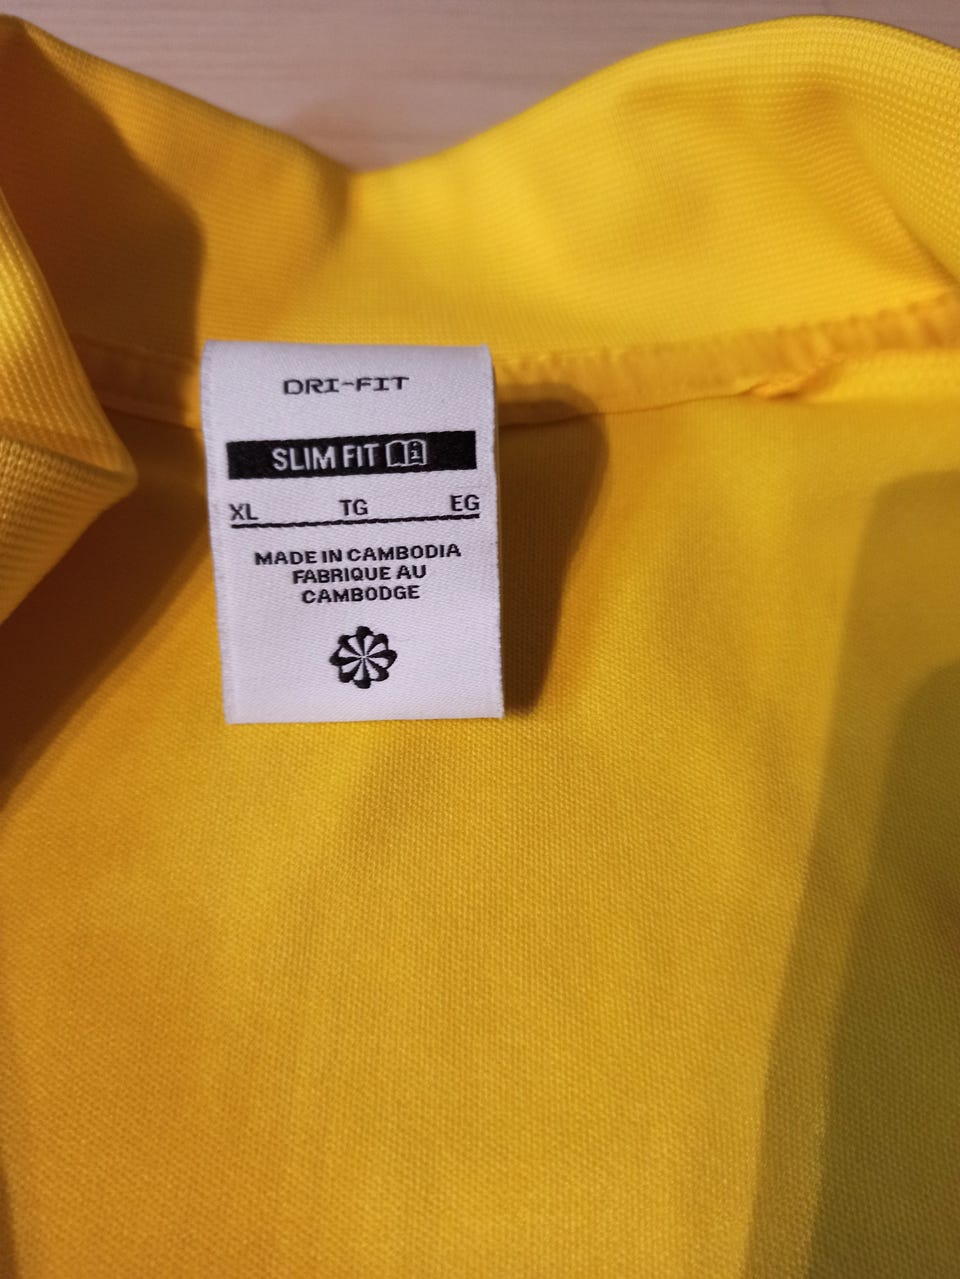 DRI-FIT
SLIM FIT
XL TG EG
MADE IN CAMBODIA
FABRIQUE AU
CAMBODGE